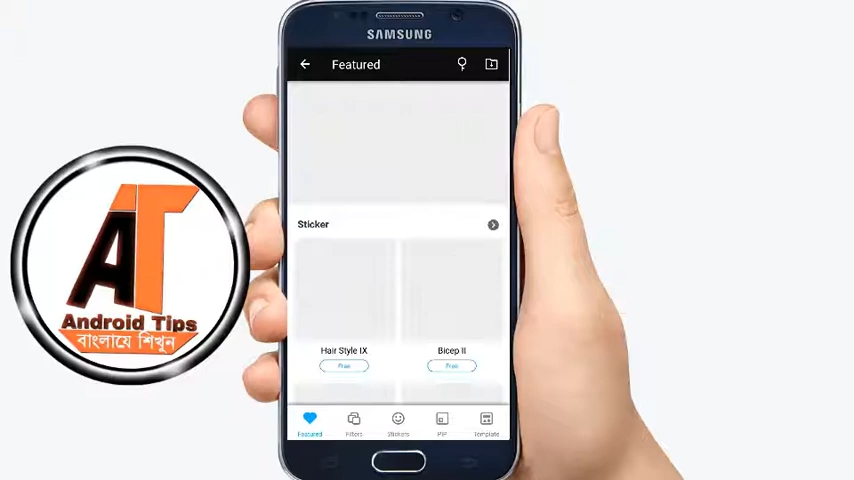 SAMSUNG
Featured
Sticker
Hair Style IX
Bicep II
Free
Free
Featured
Filters
Stickers
PIP
Template
AT
Android Tips
বাংলাযে শিখুন